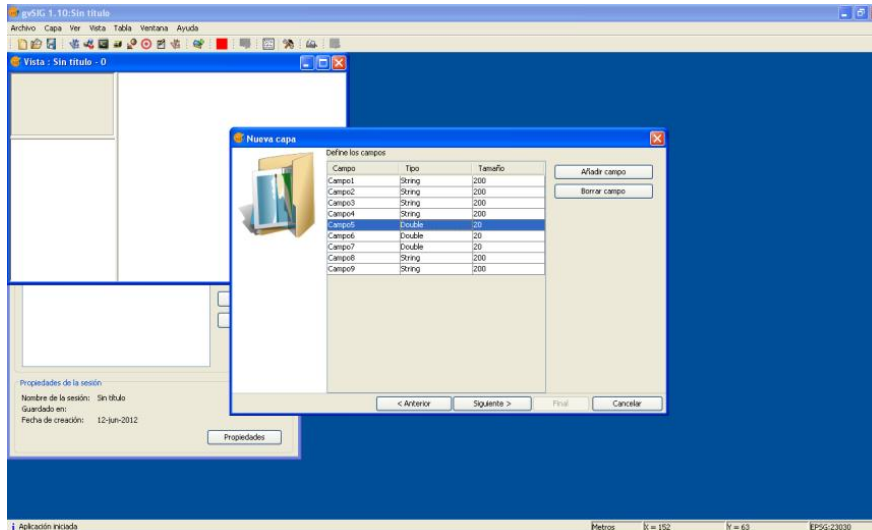 gvSIG 1.10:Sin título
Archivo Capa Ver Vista Tabla Ventana Ayuda
Vista : Sin título - 0
Nueva capa
Define los campos
Campo Tipo Tamaño
Campo1 String 200
Campo2 String 200
Campo3 String 200
Campo4 String 200
Campo5 Double 20
Campo6 Double 20
Campo7 Double 20
Campo8 String 200
Campo9 String 200
Añadir campo
Borrar campo
< Anterior Siguiente > Final Cancelar
Propiedades de la sesión
Nombre de la sesión: Sin título
Guardado en:
Fecha de creación: 12-jun-2012
Propiedades
Aplicación iniciada Metros X = 152 Y = 63 EPSG:23030